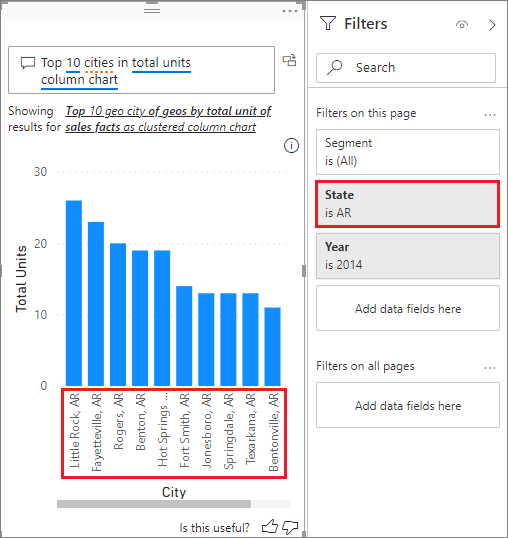 Top 10 cities in total units
column chart
Showing results for
Top 10 geo city of geos by total unit of
sales facts as clustered column chart
Total Units
30
20
10
0
Little Rock, AR
Fayetteville, AR
Rogers, AR
Benton, AR
Hot Springs ...
Fort Smith, AR
Jonesboro, AR
Springdale, AR
Texarkana, AR
Bentonville, AR
City
Is this useful?
Filters
Search
Filters on this page
...
Segment
is (All)
State
is AR
Year
is 2014
Add data fields here
Filters on all pages
...
Add data fields here